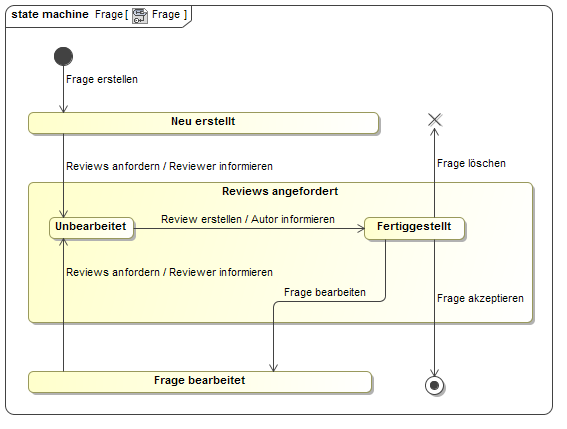 state machine Frage [ Frage ]
Frage erstellen
Neu erstellt
Frage löschen
Reviews anfordern / Reviewer informieren
Reviews angefordert
Unbearbeitet
Review erstellen / Autor informieren
Fertiggestellt
Reviews anfordern / Reviewer informieren
Frage bearbeiten
Frage akzeptieren
Frage bearbeitet